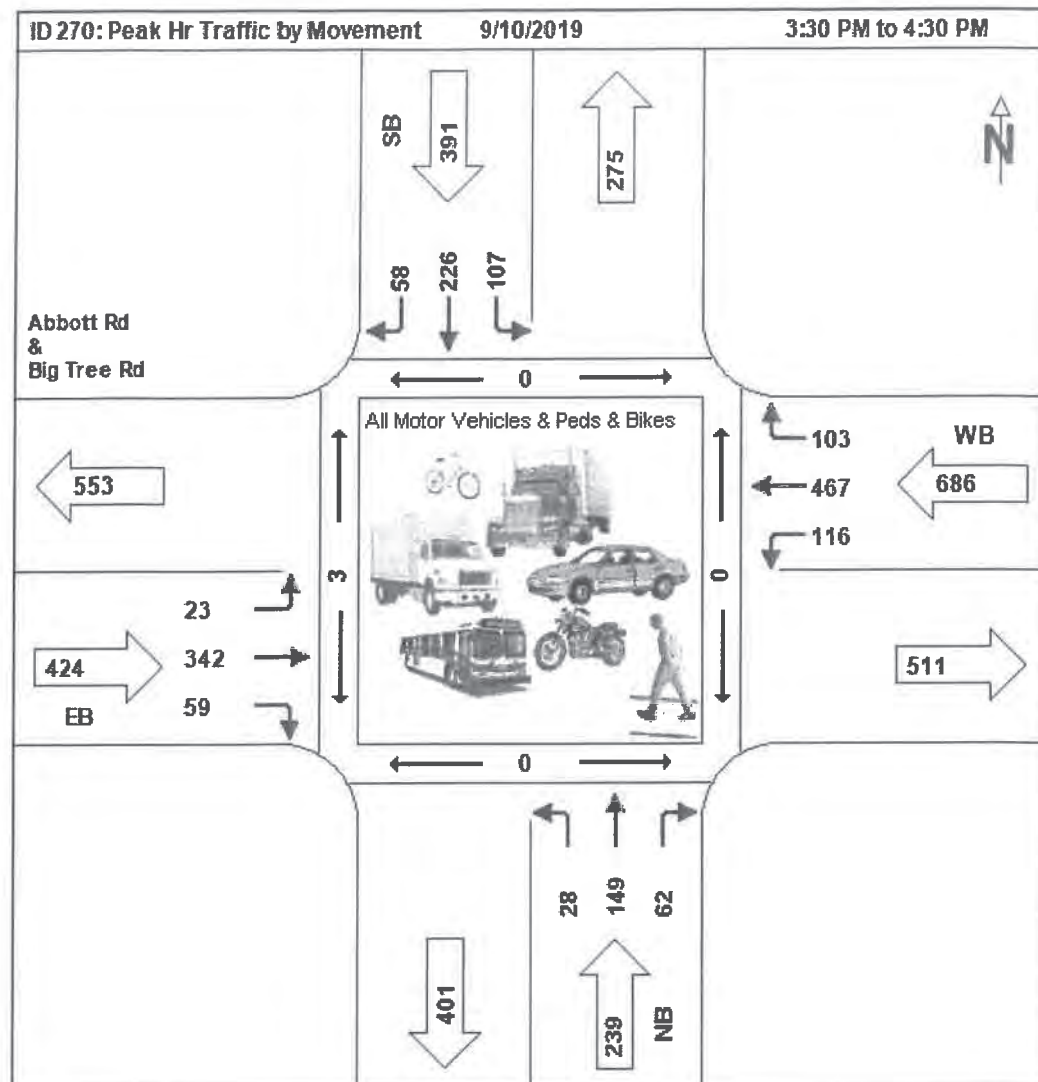 ID 270: Peak Hr Traffic by Movement 9/10/2019 3:30 PM to 4:30 PM
SB
391
275
N
58
226
107
Abbott Rd
&
Big Tree Rd
0
All Motor Vehicles & Peds & Bikes
553
103
WB
467
686
116
3
0
23
342
424
59
EB
511
0
28
149
62
401
239
NB